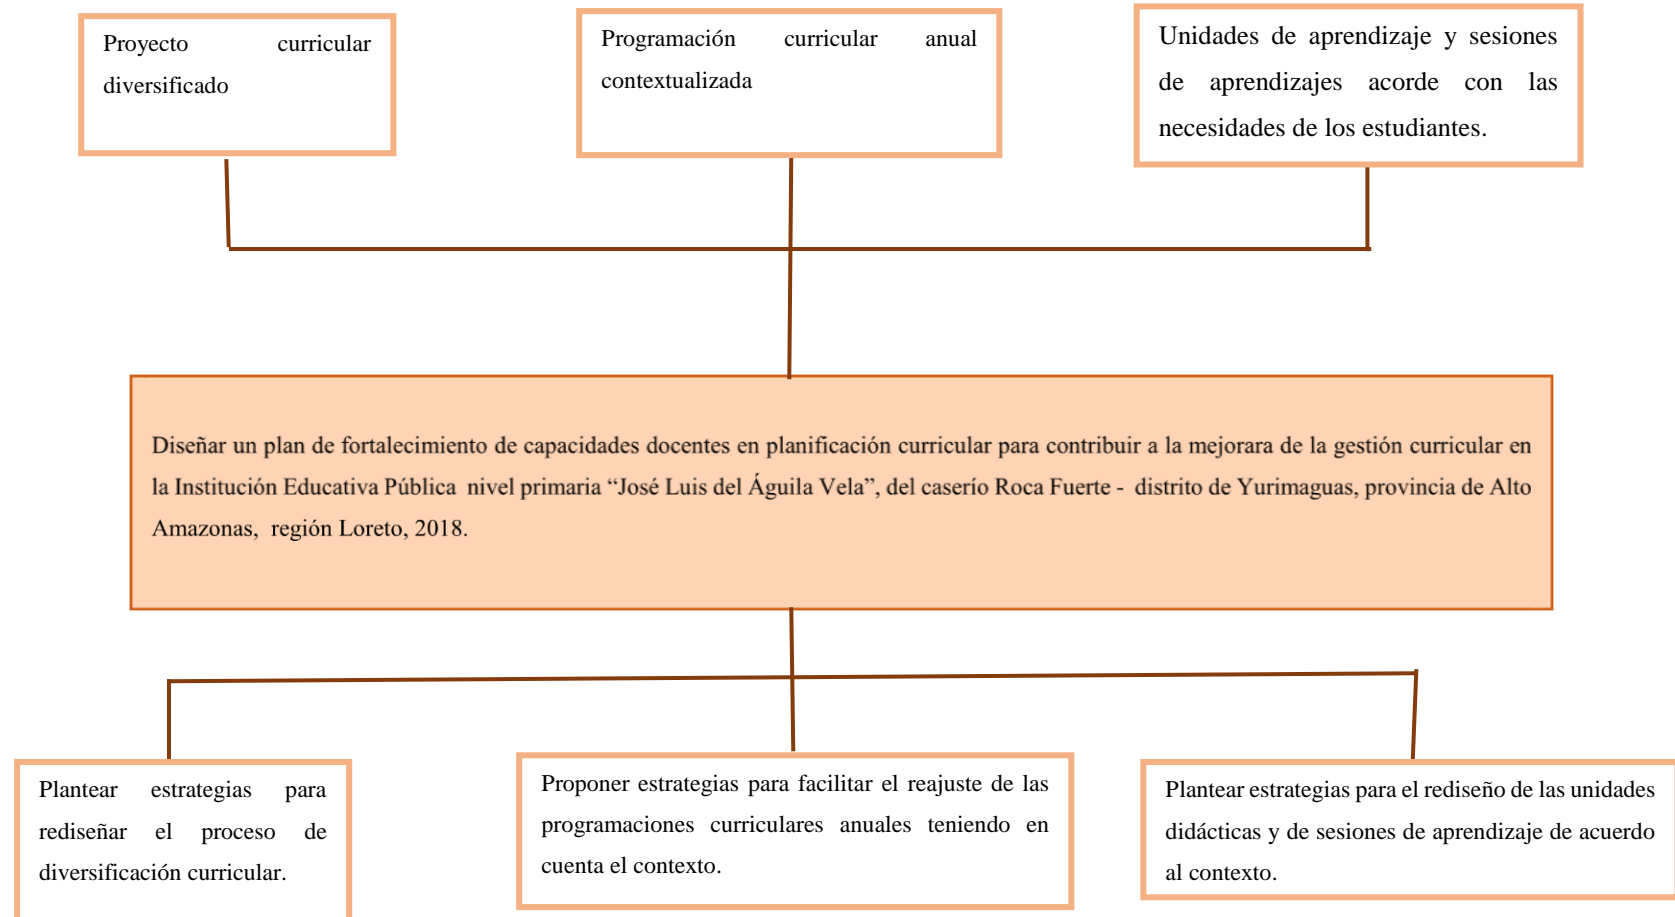 Proyecto curricular
diversificado
Programación curricular anual
contextualizada
Unidades de aprendizaje y sesiones
de aprendizajes acorde con las
necesidades de los estudiantes.
Diseñar un plan de fortalecimiento de capacidades docentes en planificación curricular para contribuir a la mejorara de la gestión curricular en
la Institución Educativa Pública nivel primaria “José Luis del Águila Vela”, del caserío Roca Fuerte - distrito de Yurimaguas, provincia de Alto
Amazonas, región Loreto, 2018.
Plantear estrategias para
rediseñar el proceso de
diversificación curricular.
Proponer estrategias para facilitar el reajuste de las
programaciones curriculares anuales teniendo en
cuenta el contexto.
Plantear estrategias para el rediseño de las unidades
didácticas y de sesiones de aprendizaje de acuerdo
al contexto.